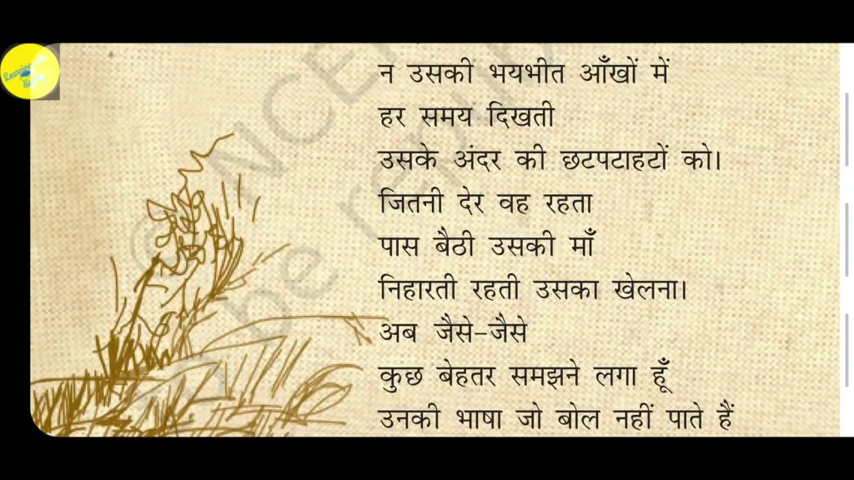 न उसकी भयभीत आँखों में
हर समय दिखती
उसके अंदर की छटपटाहटों को।
जितनी देर वह रहता
पास बैठी उसकी माँ
निहारती रहती उसका खेलना।
अब जैसे-जैसे
कुछ बेहतर समझने लगा हूँ
उनकी भाषा जो बोल नहीं पाते हैं